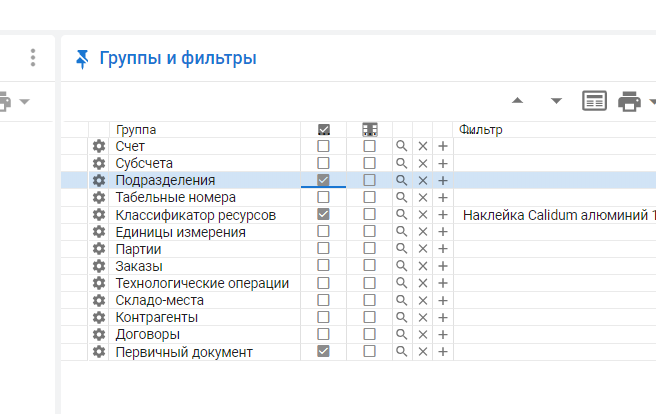 Группы и фильтры
Группа Фильтр
Счет
Субсчета
Подразделения
Табельные номера
Классификатор ресурсов Наклейка Calidum алюминий 1
Единицы измерения
Партии
Заказы
Технологические операции
Складо-места
Контрагенты
Договоры
Первичный документ